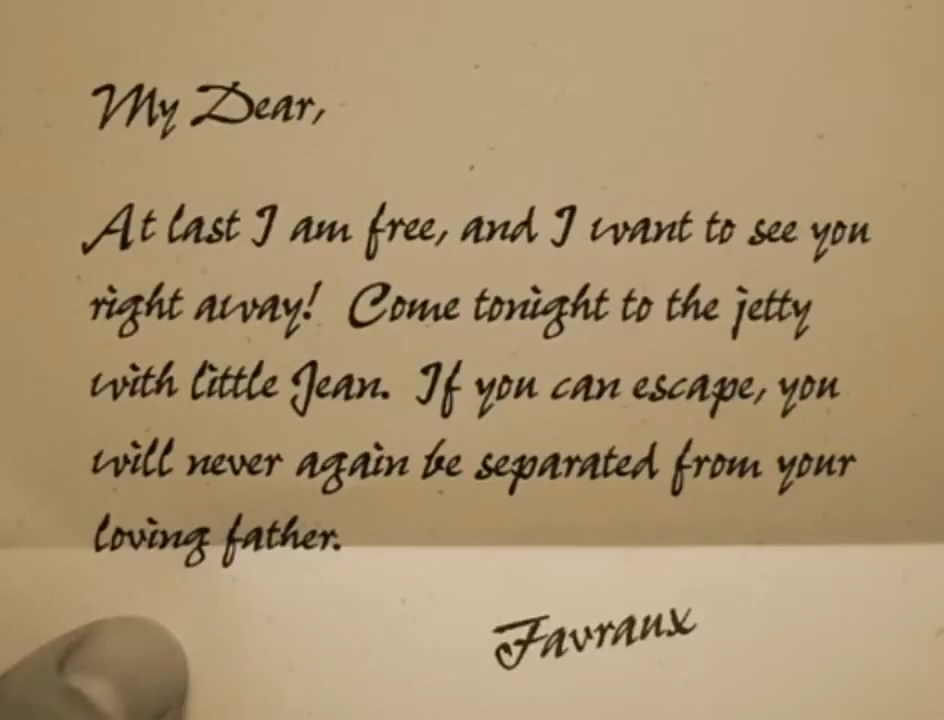 My Dear,
At last I am free, and I want to see you
right away! Come tonight to the jetty
with little Jean. If you can escape, you
will never again be separated from your
loving father.
Favraux